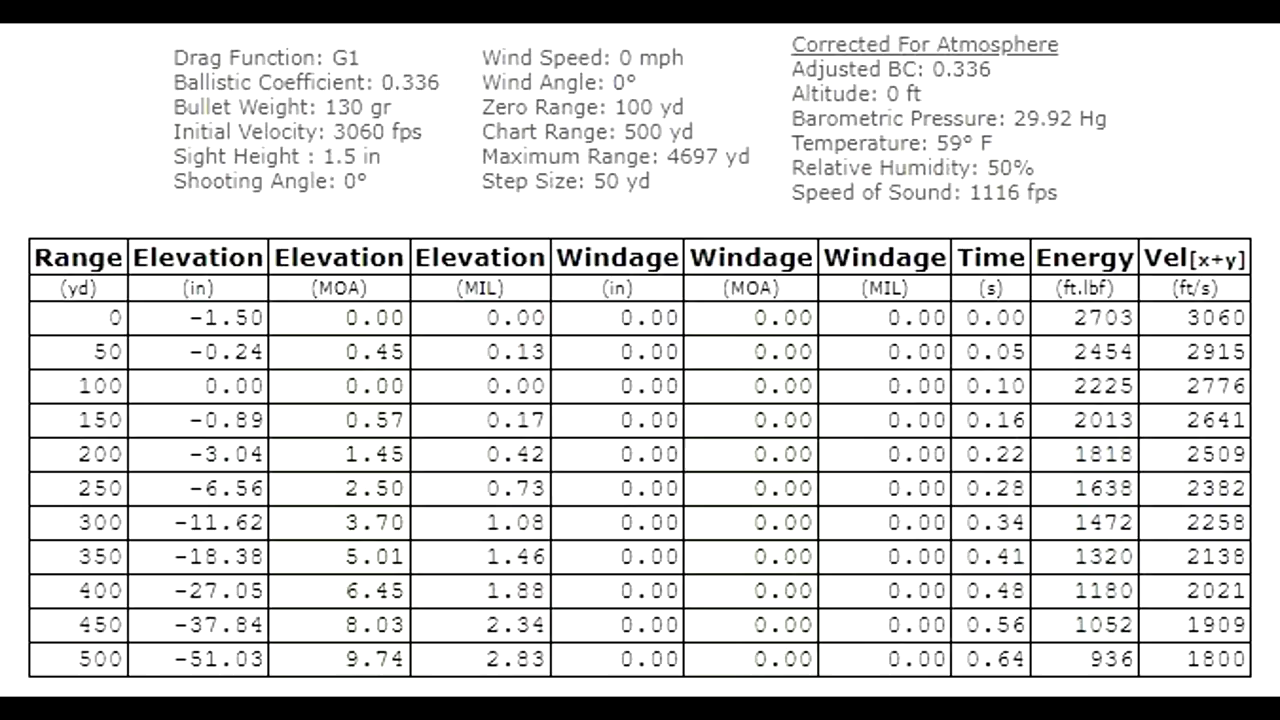 Drag Function: G1
Ballistic Coefficient: 0.336
Bullet Weight: 130 gr
Initial Velocity: 3060 fps
Sight Height : 1.5 in
Shooting Angle: 0°
Wind Speed: 0 mph
Wind Angle: 0°
Zero Range: 100 yd
Chart Range: 500 yd
Maximum Range: 4697 yd
Step Size: 50 yd
Corrected For Atmosphere
Adjusted BC: 0.336
Altitude: 0 ft
Barometric Pressure: 29.92 Hg
Temperature: 59° F
Relative Humidity: 50%
Speed of Sound: 1116 fps
Range Elevation Elevation Elevation Windage Windage Windage Time Energy Vel[x+y]
(yd) (in) (MOA) (MIL) (in) (MOA) (MIL) (s) (ft.lbf) (ft/s)
0 -1.50 0.00 0.00 0.00 0.00 0.00 0.00 2703 3060
50 -0.24 0.45 0.13 0.00 0.00 0.00 0.05 2454 2915
100 0.00 0.00 0.00 0.00 0.00 0.00 0.10 2225 2776
150 -0.89 0.57 0.17 0.00 0.00 0.00 0.16 2013 2641
200 -3.04 1.45 0.42 0.00 0.00 0.00 0.22 1818 2509
250 -6.56 2.50 0.73 0.00 0.00 0.00 0.28 1638 2382
300 -11.62 3.70 1.08 0.00 0.00 0.00 0.34 1472 2258
350 -18.38 5.01 1.46 0.00 0.00 0.00 0.41 1320 2138
400 -27.05 6.45 1.88 0.00 0.00 0.00 0.48 1180 2021
450 -37.84 8.03 2.34 0.00 0.00 0.00 0.56 1052 1909
500 -51.03 9.74 2.83 0.00 0.00 0.00 0.64 936 1800